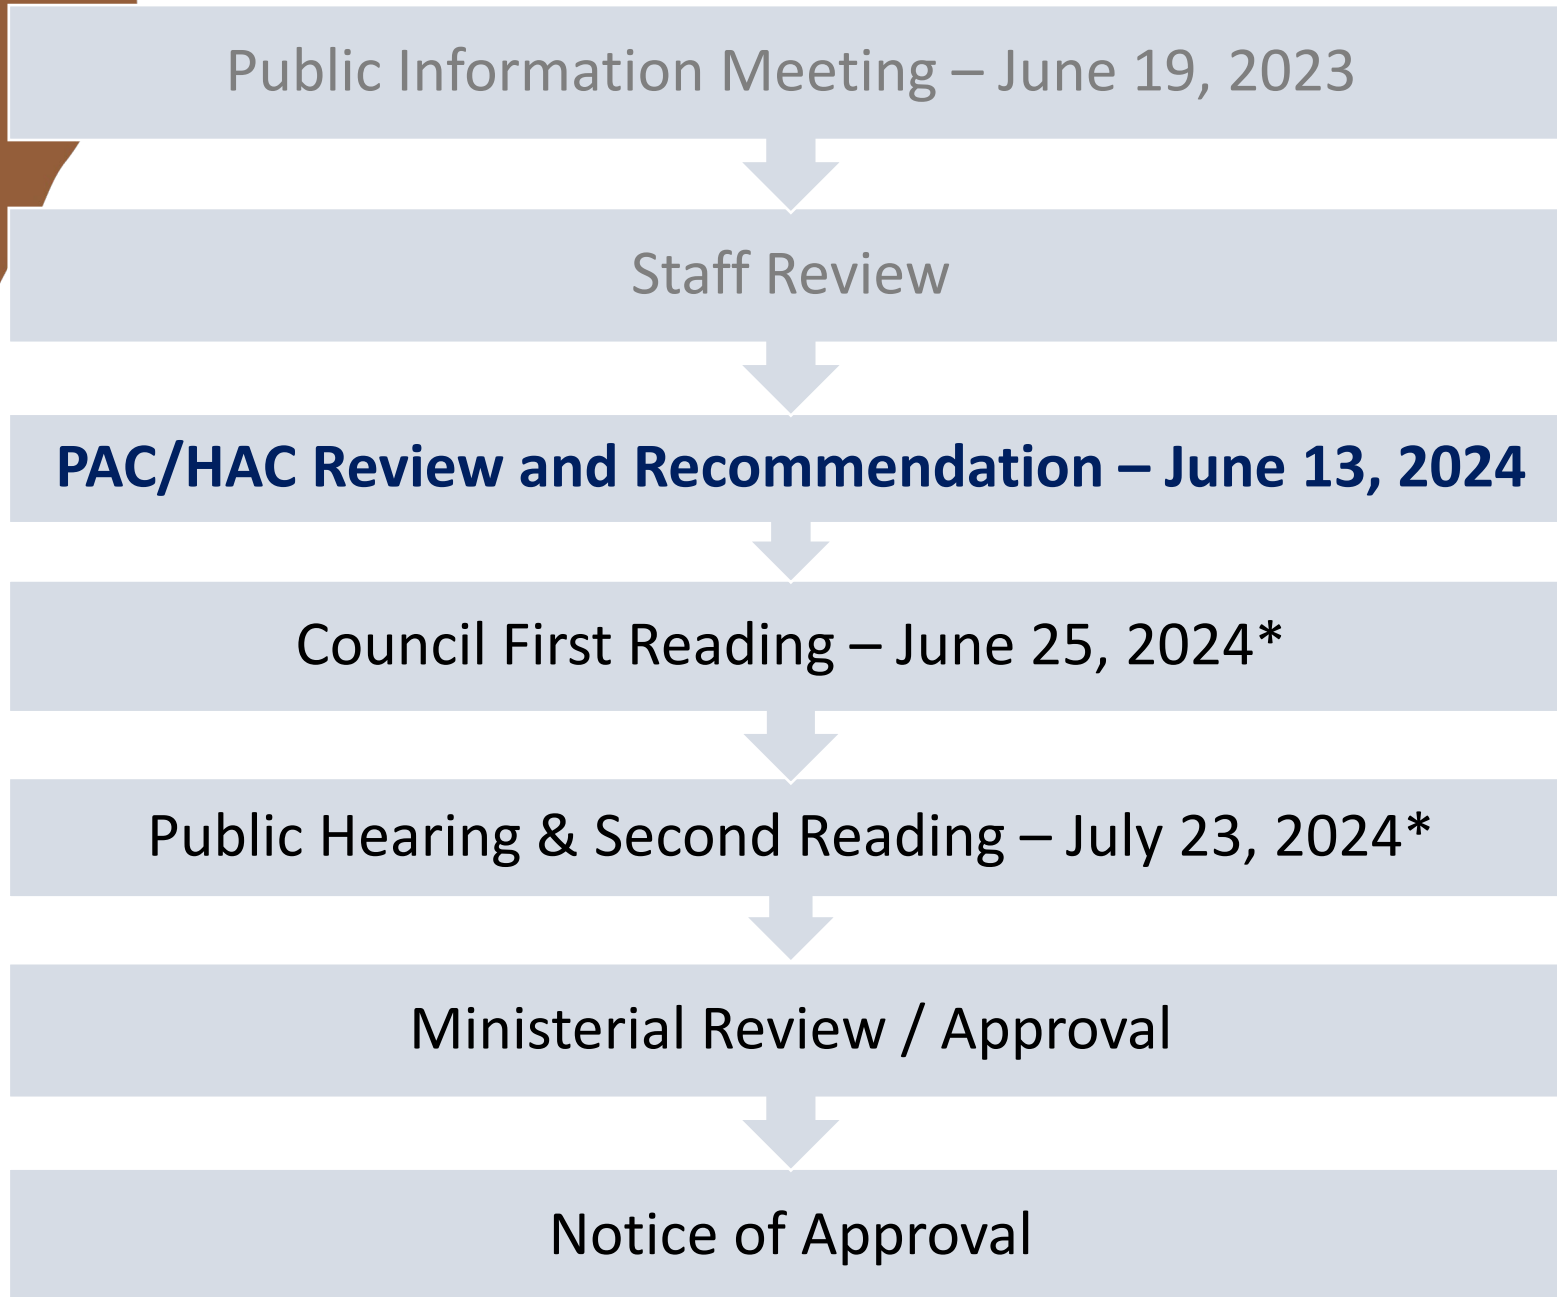 Public Information Meeting – June 19, 2023
Staff Review
PAC/HAC Review and Recommendation – June 13, 2024
Council First Reading – June 25, 2024*
Public Hearing & Second Reading – July 23, 2024*
Ministerial Review / Approval
Notice of Approval